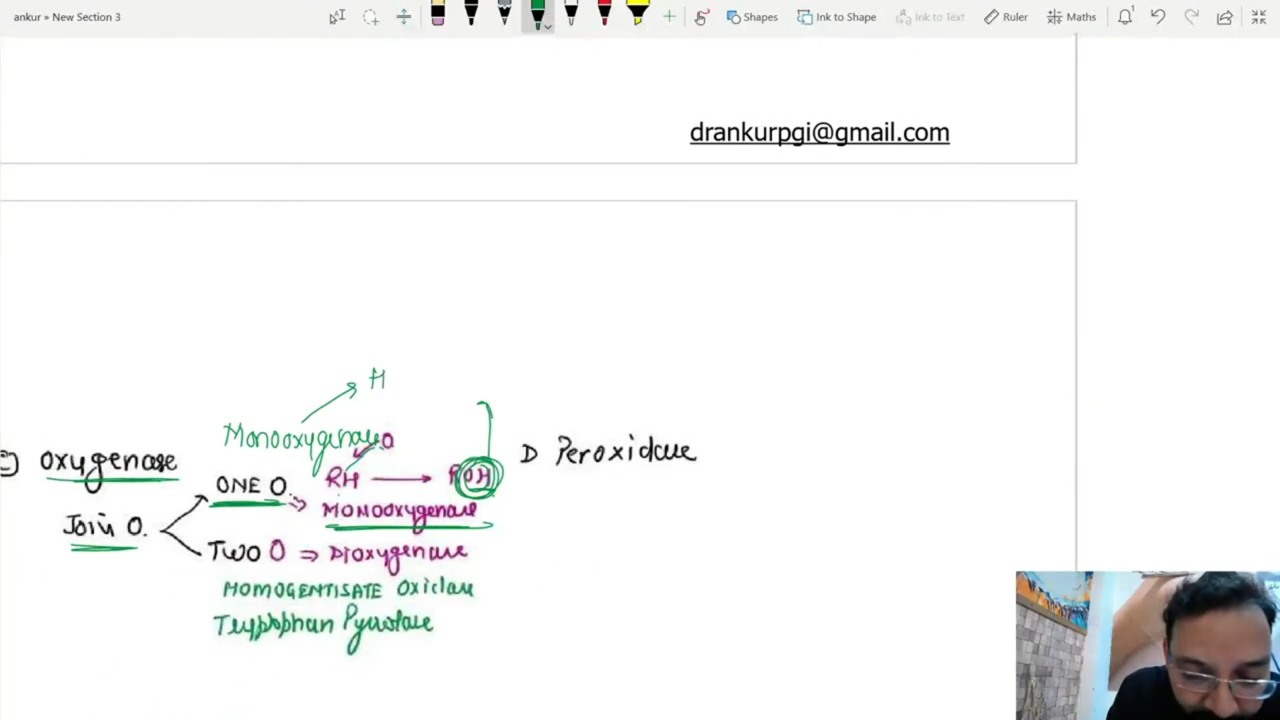 ankur » New Section 3
Shapes
Ink to Shape
Ink to Text
Ruler
Maths
1
drankurpgi@gmail.com
H
Monooxygenase
O
oxygenase
ONE O.
RH
ROH
D Peroxidase
MONOoxygenase
Join O.
Two O ⇒ Dioxygenase
HOMOGENTISATE Oxidase
Tryptophan Pyrrolase